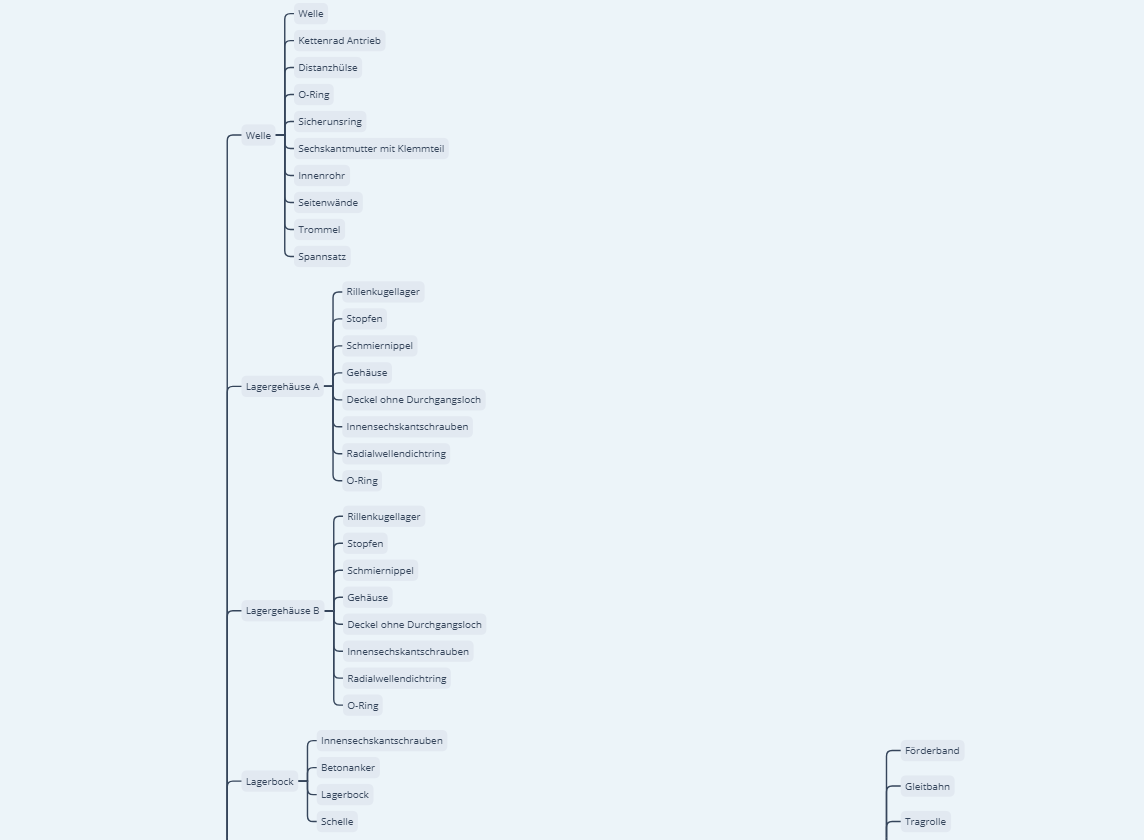 Welle
Welle
Kettenrad Antrieb
Distanzhülse
O-Ring
Sicherunsring
Sechskantmutter mit Klemmteil
Innenrohr
Seitenwände
Trommel
Spannsatz
Lagergehäuse A
Rillenkugellager
Stopfen
Schmiernippel
Gehäuse
Deckel ohne Durchgangsloch
Innensechskantschrauben
Radialwellendichtring
O-Ring
Lagergehäuse B
Rillenkugellager
Stopfen
Schmiernippel
Gehäuse
Deckel ohne Durchgangsloch
Innensechskantschrauben
Radialwellendichtring
O-Ring
Lagerbock
Innensechskantschrauben
Betonanker
Lagerbock
Schelle
Förderband
Gleitbahn
Tragrolle